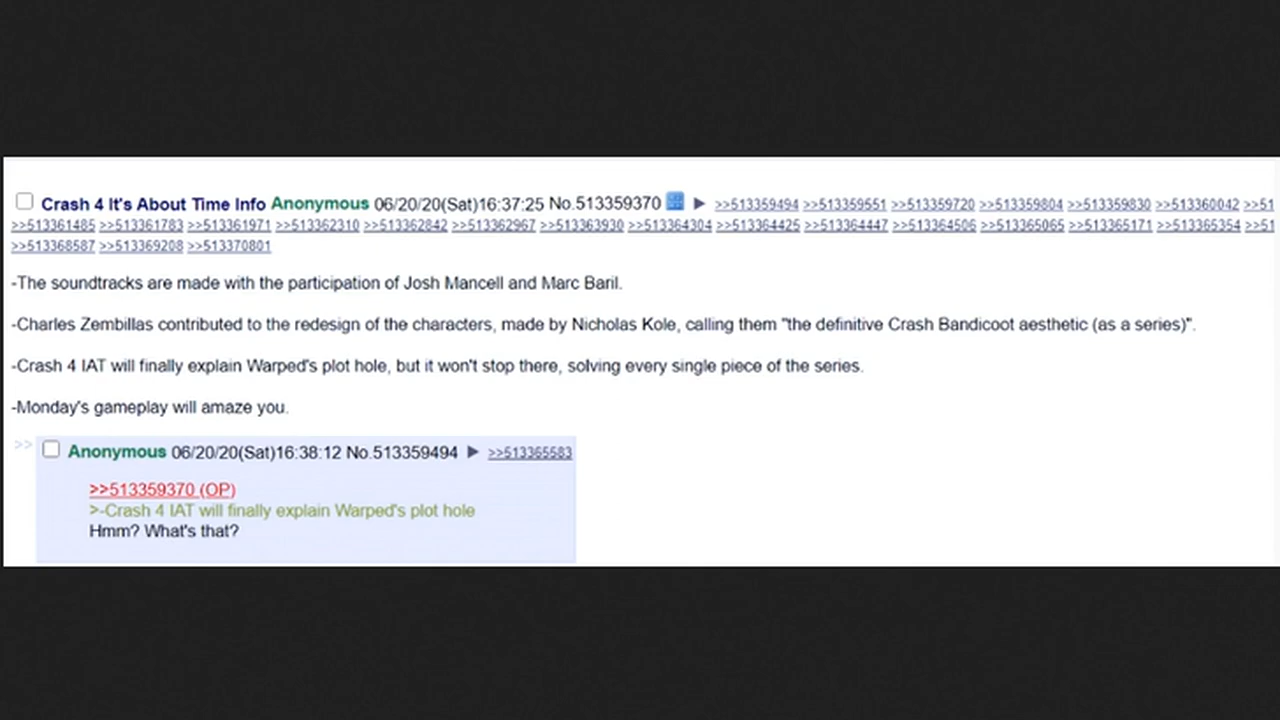 Crash 4 It's About Time Info Anonymous 06/20/20(Sat)16:37:25 No.513359370 ▶ >>513359494 >>513359551 >>513359720 >>513359804 >>513359830 >>513360042 >>51
>>513361485 >>513361783 >>513361971 >>513362310 >>513362842 >>513362967 >>513363930 >>513364304 >>513364425 >>513364447 >>513364506 >>513365065 >>513365171 >>513365354 >>51
>>513368587 >>513369208 >>513370801
-The soundtracks are made with the participation of Josh Mancell and Marc Baril.
-Charles Zembillas contributed to the redesign of the characters, made by Nicholas Kole, calling them "the definitive Crash Bandicoot aesthetic (as a series)".
-Crash 4 IAT will finally explain Warped's plot hole, but it won't stop there, solving every single piece of the series.
-Monday's gameplay will amaze you.
>> Anonymous 06/20/20(Sat)16:38:12 No.513359494 ▶ >>513365583
>>513359370 (OP)
>-Crash 4 IAT will finally explain Warped's plot hole
Hmm? What's that?